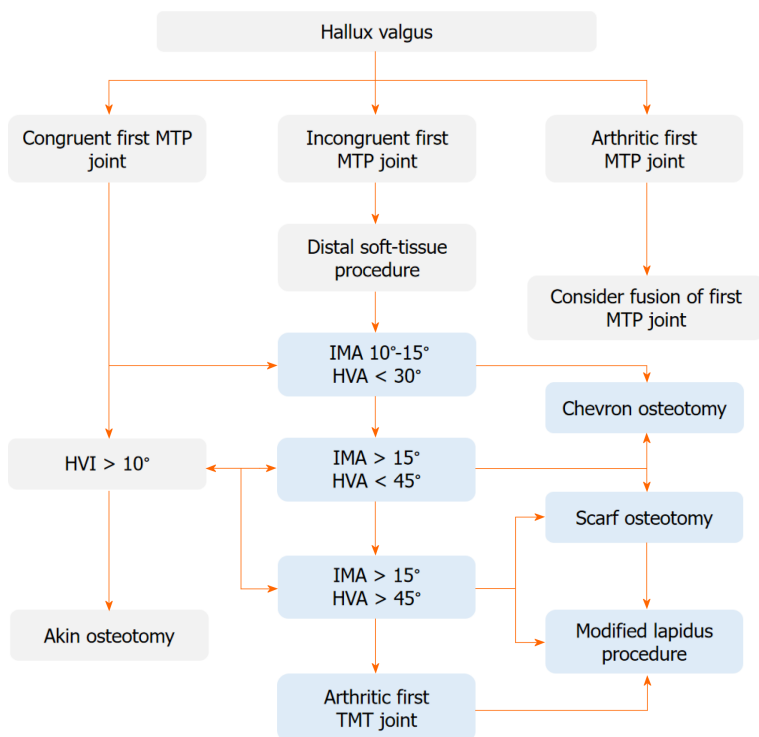 Hallux valgus
Congruent first MTP
joint
Incongruent first
MTP joint
Arthritic first
MTP joint
Distal soft-tissue
procedure
Consider fusion of first
MTP joint
IMA 10°-15°
HVA < 30°
Chevron osteotomy
HVI > 10°
IMA > 15°
HVA < 45°
Scarf osteotomy
IMA > 15°
HVA > 45°
Akin osteotomy
Modified lapidus
procedure
Arthritic first
TMT joint